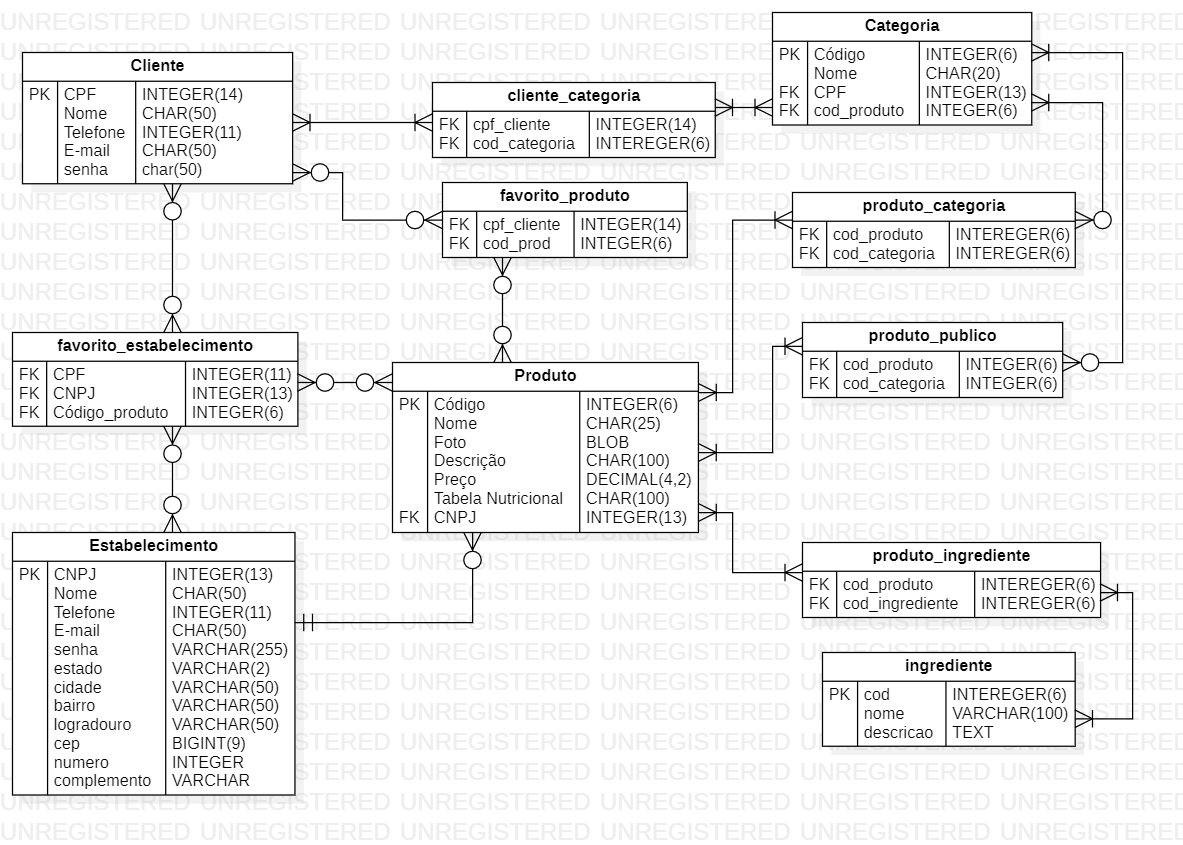 Cliente
PK CPF INTEGER(14)
Nome CHAR(50)
Telefone INTEGER(11)
E-mail CHAR(50)
senha char(50)
cliente_categoria
FK cpf_cliente INTEGER(14)
FK cod_categoria INTEREGER(6)
Categoria
PK Código INTEGER(6)
Nome CHAR(20)
FK CPF INTEGER(13)
FK cod_produto INTEGER(6)
favorito_produto
FK cpf_cliente INTEGER(14)
FK cod_prod INTEGER(6)
produto_categoria
FK cod_produto INTEREGER(6)
FK cod_categoria INTEREGER(6)
favorito_estabelecimento
FK CPF INTEGER(11)
FK CNPJ INTEGER(13)
FK Código_produto INTEGER(6)
Produto
PK Código INTEGER(6)
Nome CHAR(25)
Foto BLOB
Descrição CHAR(100)
Preço DECIMAL(4,2)
Tabela Nutricional CHAR(100)
FK CNPJ INTEGER(13)
produto_publico
FK cod_produto INTEGER(6)
FK cod_categoria INTEGER(6)
Estabelecimento
PK CNPJ INTEGER(13)
Nome CHAR(50)
Telefone INTEGER(11)
E-mail CHAR(50)
senha VARCHAR(255)
estado VARCHAR(2)
cidade VARCHAR(50)
bairro VARCHAR(50)
logradouro VARCHAR(50)
cep BIGINT(9)
numero INTEGER
complemento VARCHAR
produto_ingrediente
FK cod_produto INTEREGER(6)
FK cod_ingrediente INTEREGER(6)
ingrediente
PK cod INTEREGER(6)
nome VARCHAR(100)
descricao TEXT
UNREGISTERED UNREGISTERED UNREGISTERED UNREGISTERED UNREGISTERED UNREGISTERED